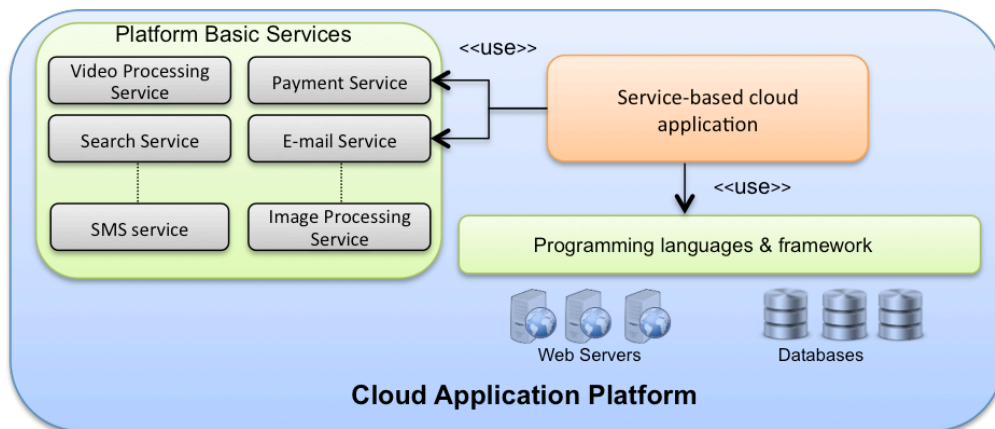 Platform Basic Services
<<use>>
Video Processing
Service
Payment Service
Service-based cloud
application
Search Service
E-mail Service
<<use>>
SMS service
Image Processing
Service
Programming languages & framework
Web Servers
Databases
Cloud Application Platform